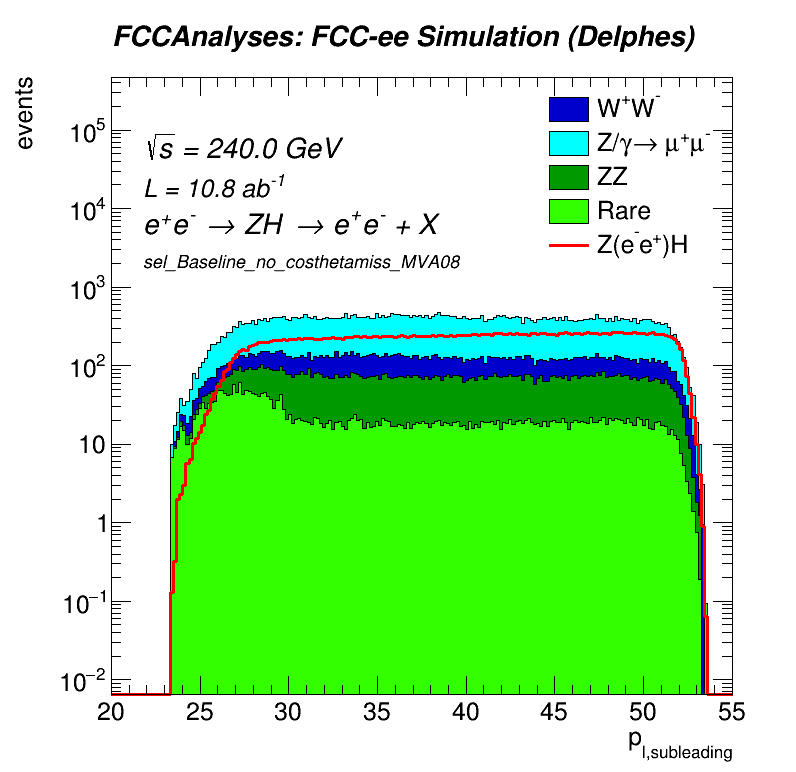 FCCAnalyses: FCC-ee Simulation (Delphes)
events
√s = 240.0 GeV
L = 10.8 ab⁻¹
e⁺e⁻ → ZH → e⁺e⁻ + X
sel_Baseline_no_costhetamiss_MVA08
W⁺W⁻
Z/γ→ μ⁺μ⁻
ZZ
Rare
Z(e⁻e⁺)H
10⁵
10⁴
10³
10²
10
1
10⁻¹
10⁻²
20 25 30 35 40 45 50 55
p_l,subleading